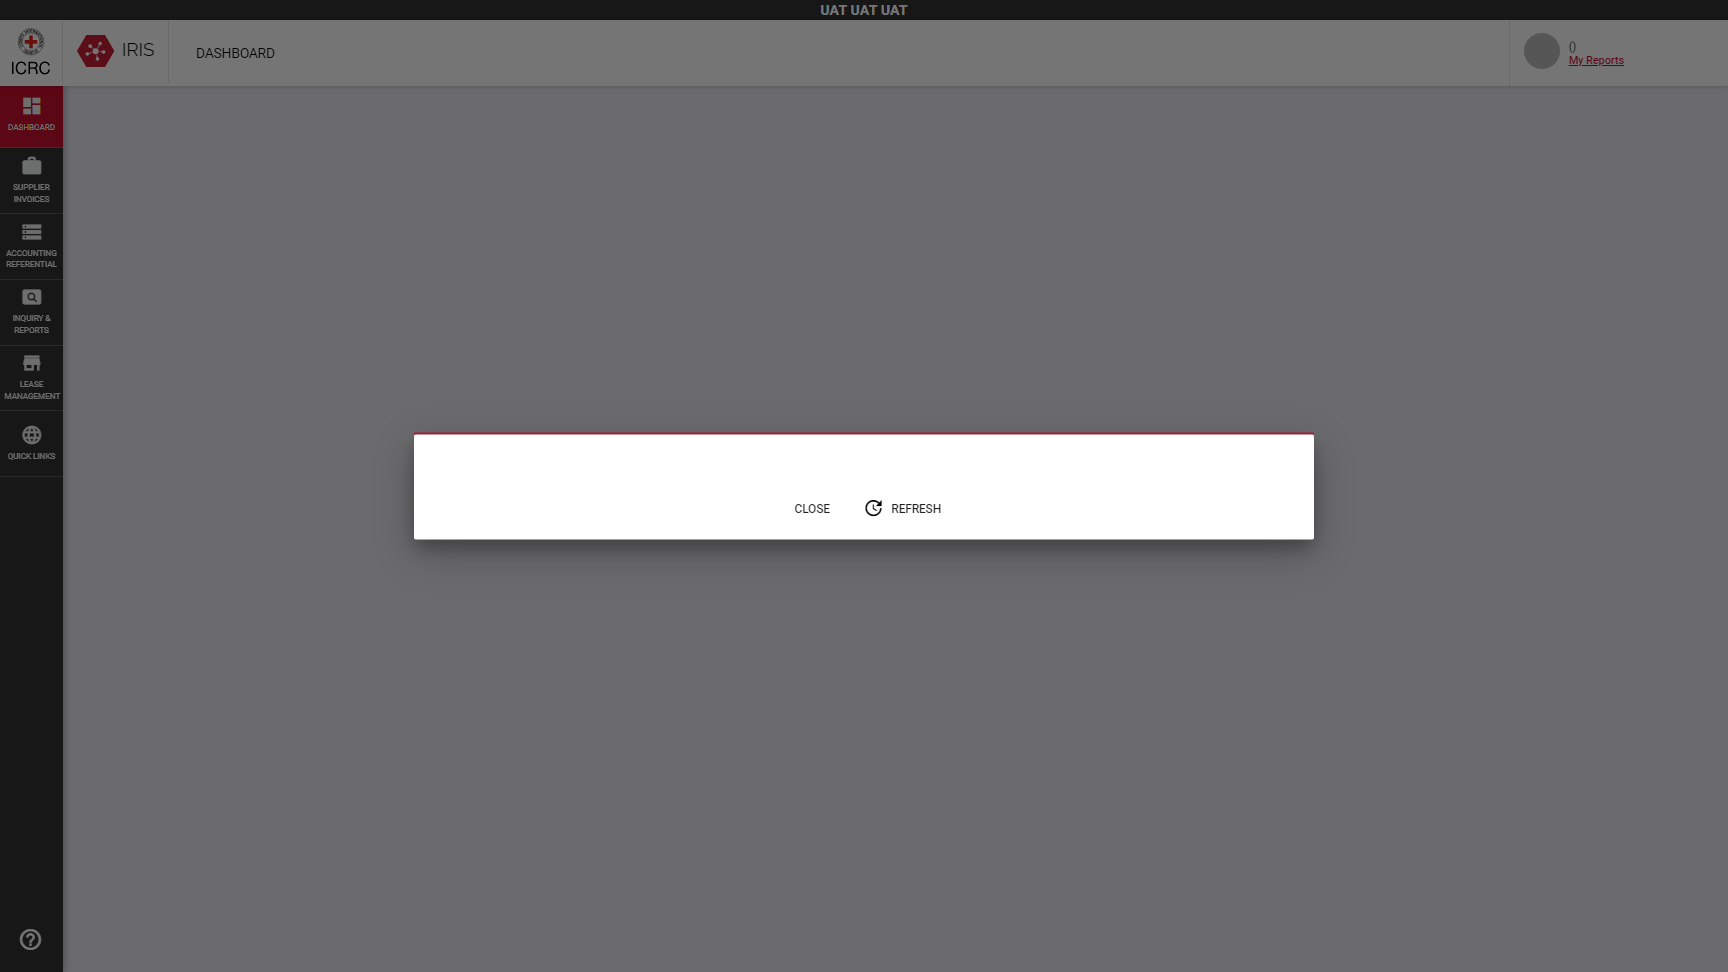 UAT UAT UAT
ICRC
IRIS
DASHBOARD
()
My Reports
DASHBOARD
SUPPLIER
INVOICES
ACCOUNTING
REFERENTIAL
INQUIRY &
REPORTS
LEASE
MANAGEMENT
QUICK LINKS
CLOSE
REFRESH